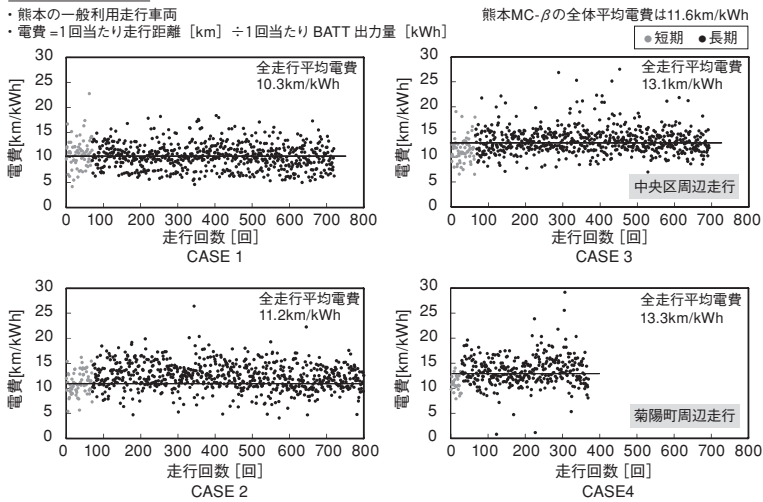 ・熊本の一般利用走行車両
・電費=1回当たり走行距離［km］÷1回当たりBATT出力量［kWh］
熊本MC-βの全体平均電費は11.6km/kWh
●短期 ●長期
電費[km/kWh]
30
25
20
15
10
5
0
全走行平均電費
10.3km/kWh
0 100 200 300 400 500 600 700 800
走行回数［回］
CASE 1
電費[km/kWh]
30
25
20
15
10
5
0
全走行平均電費
13.1km/kWh
中央区周辺走行
0 100 200 300 400 500 600 700 800
走行回数［回］
CASE 3
電費[km/kWh]
30
25
20
15
10
5
0
全走行平均電費
11.2km/kWh
0 100 200 300 400 500 600 700 800
走行回数［回］
CASE 2
電費[km/kWh]
30
25
20
15
10
5
0
全走行平均電費
13.3km/kWh
菊陽町周辺走行
0 100 200 300 400 500 600 700 800
走行回数［回］
CASE4